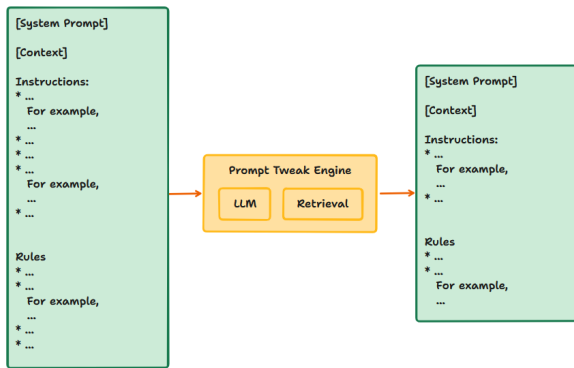 [System Prompt]
[Context]
Instructions:
* ...
For example,
...
* ...
* ...
* ...
For example,
...
* ...
Rules
* ...
* ...
For example,
...
* ...
* ...
Prompt Tweak Engine
LLM
Retrieval
[System Prompt]
[Context]
Instructions:
* ...
For example,
...
* ...
Rules
* ...
* ...
For example,
...